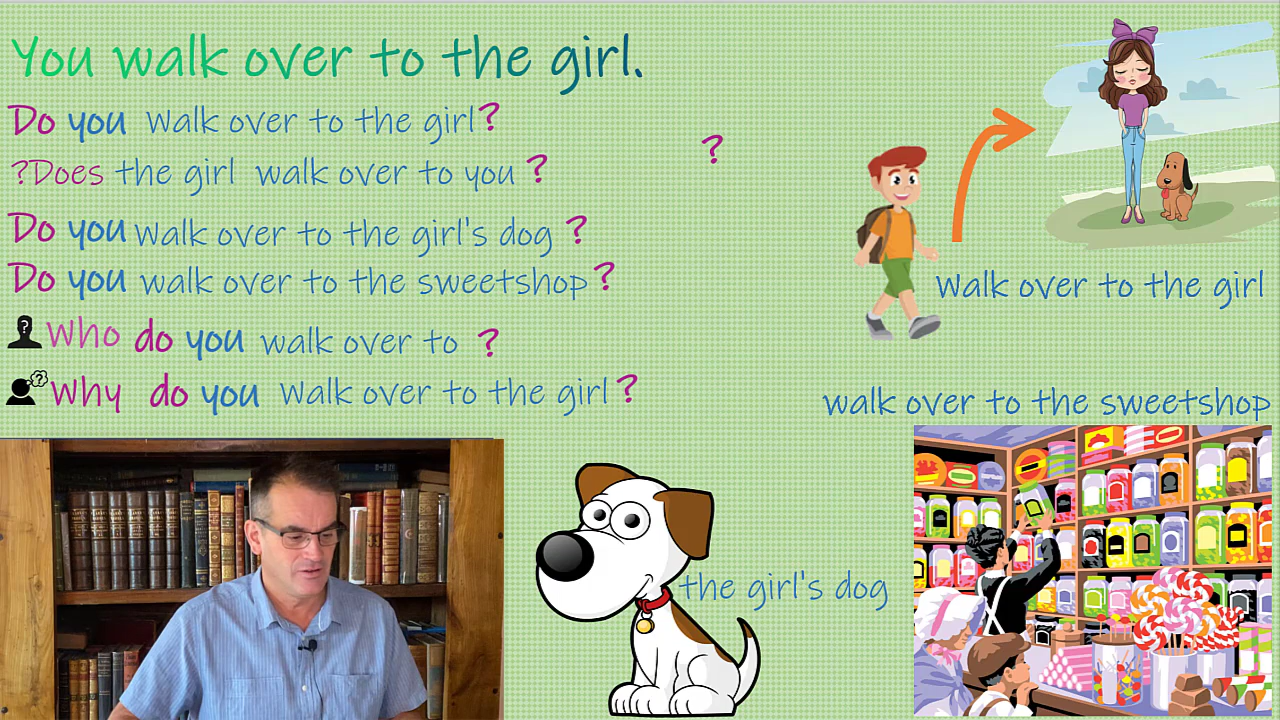 You walk over to the girl.
Do you walk over to the girl?
?Does the girl walk over to you ?
?
Do you walk over to the girl's dog ?
Do you walk over to the sweetshop?
Walk over to the girl
Who do you walk over to ?
Why do you walk over to the girl?
walk over to the sweetshop
the girl's dog